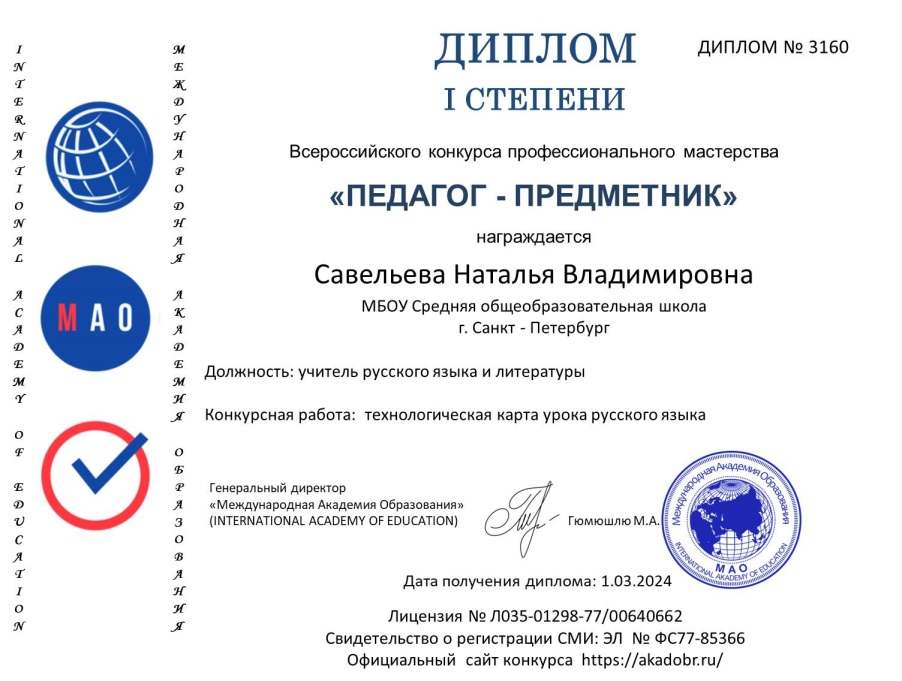 ДИПЛОМ
ДИПЛОМ № 3160
I СТЕПЕНИ
Всероссийского конкурса профессионального мастерства
«ПЕДАГОГ - ПРЕДМЕТНИК»
награждается
Савельева Наталья Владимировна
МБОУ Средняя общеобразовательная школа
г. Санкт - Петербург
Должность: учитель русского языка и литературы
Конкурсная работа: технологическая карта урока русского языка
Генеральный директор
«Международная Академия Образования»
(INTERNATIONAL ACADEMY OF EDUCATION)
Гюмюшлю М.А.
Дата получения диплома: 1.03.2024
Лицензия № Л035-01298-77/00640662
Свидетельство о регистрации СМИ: ЭЛ № ФС77-85366
Официальный сайт конкурса https://akadobr.ru/
INTERNATIONAL ACADEMY OF EDUCATION
МЕЖДУНАРОДНАЯ АКАДЕМИЯ ОБРАЗОВАНИЯ
МАО
Международная Академия Образования
МАО
INTERNATIONAL ACADEMY OF EDUCATION